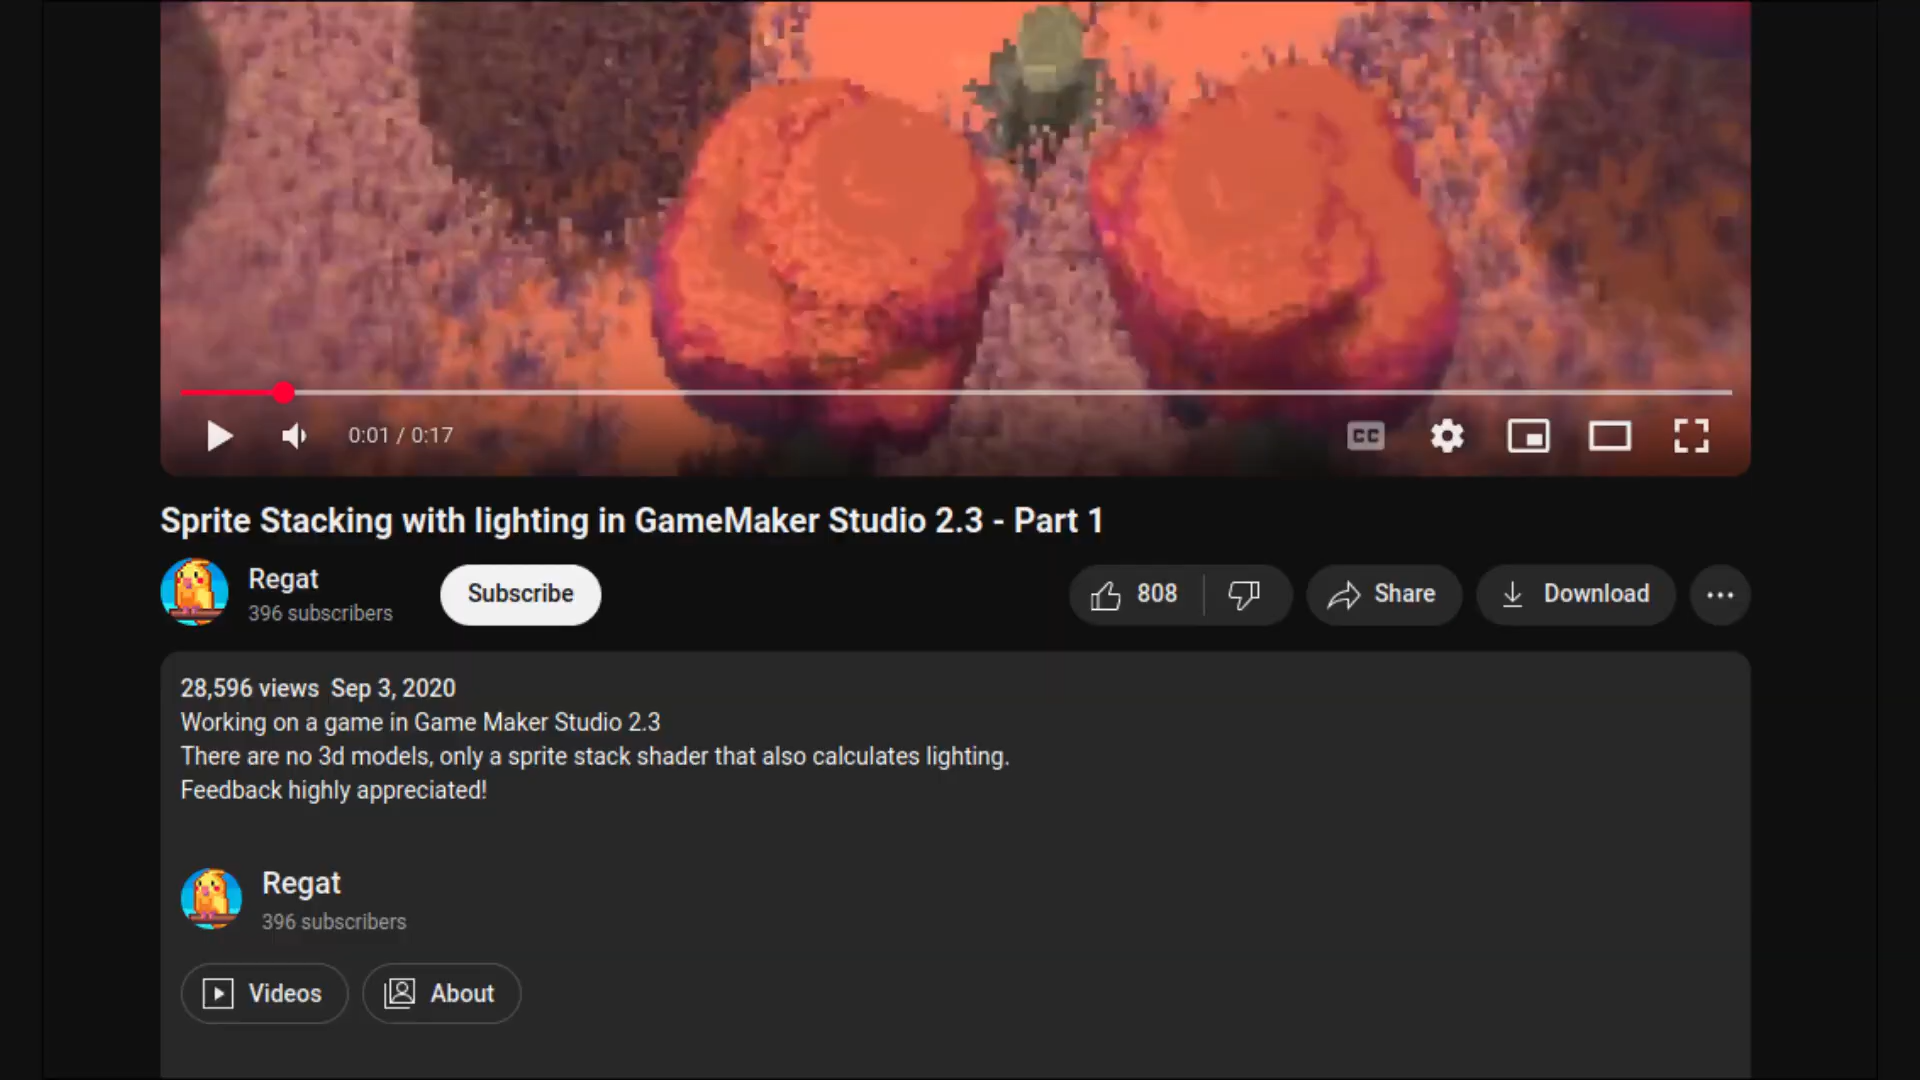 0:01 / 0:17
CC
Sprite Stacking with lighting in GameMaker Studio 2.3 - Part 1
Regat
396 subscribers
Subscribe
808
Share
Download
28,596 views  Sep 3, 2020
Working on a game in Game Maker Studio 2.3
There are no 3d models, only a sprite stack shader that also calculates lighting.
Feedback highly appreciated!
Regat
396 subscribers
Videos
About